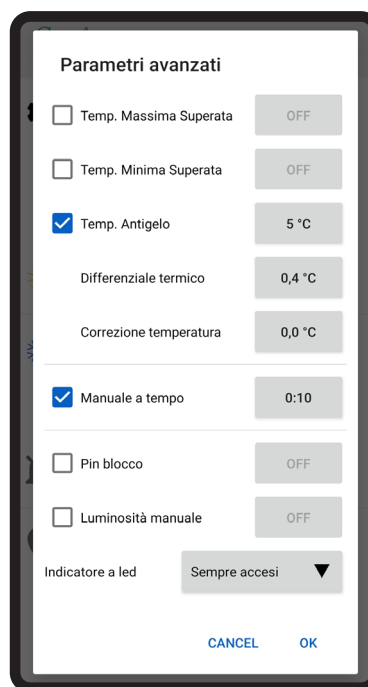 Parametri avanzati
Temp. Massima Superata OFF
Temp. Minima Superata OFF
Temp. Antigelo 5 °C
Differenziale termico 0,4 °C
Correzione temperatura 0,0 °C
Manuale a tempo 0:10
Pin blocco OFF
Luminosità manuale OFF
Indicatore a led Sempre accesi
CANCEL OK